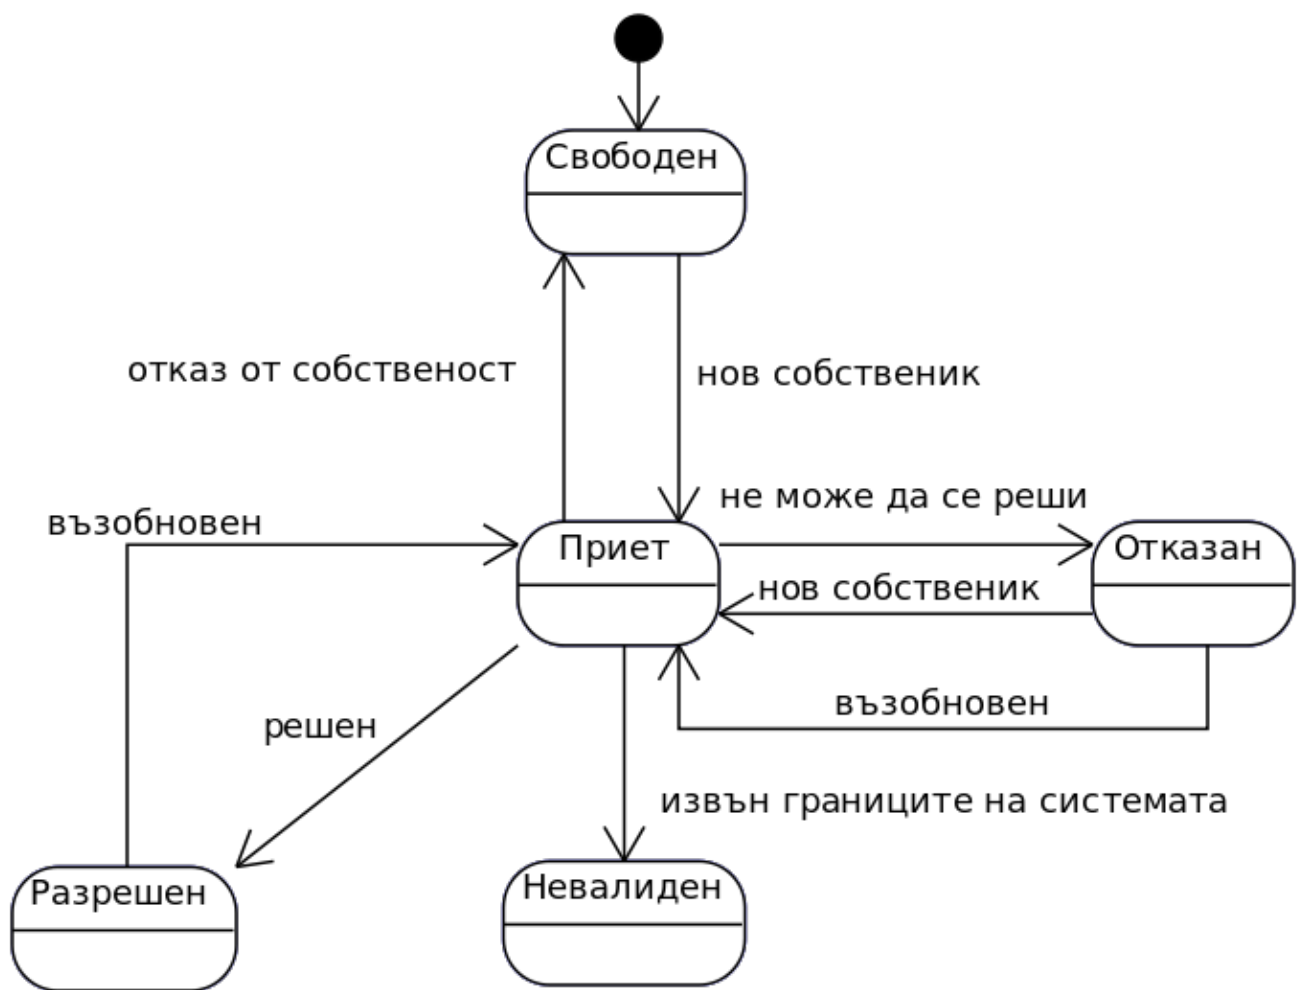 Свободен
отказ от собственост
нов собственик
не може да се реши
възобновен
Приет
Отказан
нов собственик
възобновен
решен
извън границите на системата
Разрешен
Невалиден